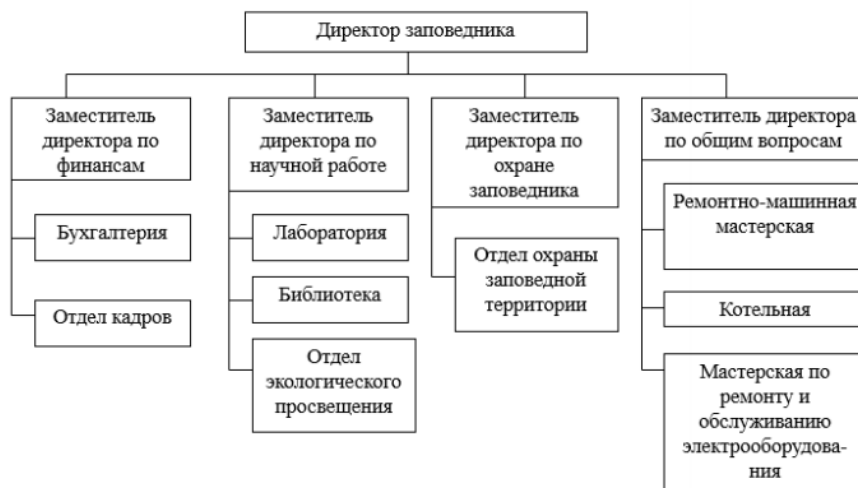 Директор заповедника
Заместитель
директора по
финансам
Заместитель
директора по
научной работе
Заместитель
директора по
охране
заповедника
Заместитель директора
по общим вопросам
Бухгалтерия
Отдел кадров
Лаборатория
Библиотека
Отдел
экологического
просвещения
Отдел охраны
заповедной
территории
Ремонтно-машинная
мастерская
Котельная
Мастерская по
ремонту и
обслуживанию
электрооборудова-
ния